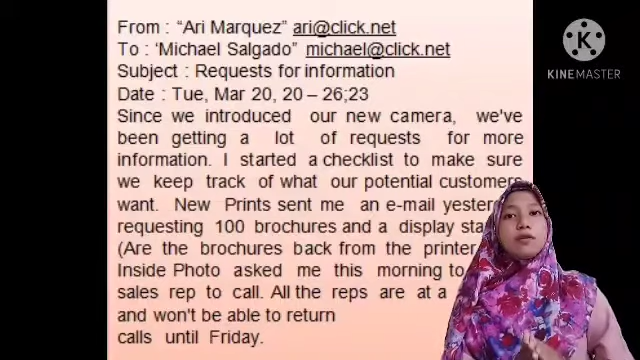 From : “Ari Marquez” ari@click.net
To : ‘Michael Salgado” michael@click.net
Subject : Requests for information
Date : Tue, Mar 20, 20 – 26;23
Since we introduced our new camera, we've
been getting a lot of requests for more
information. I started a checklist to make sure
we keep track of what our potential customers
want. New Prints sent me an e-mail
requesting 100 brochures and a display
(Are the brochures back from the printer
Inside Photo asked me this morning to
sales rep to call. All the reps are at a
and won't be able to return
calls until Friday.
K
KINEMASTER